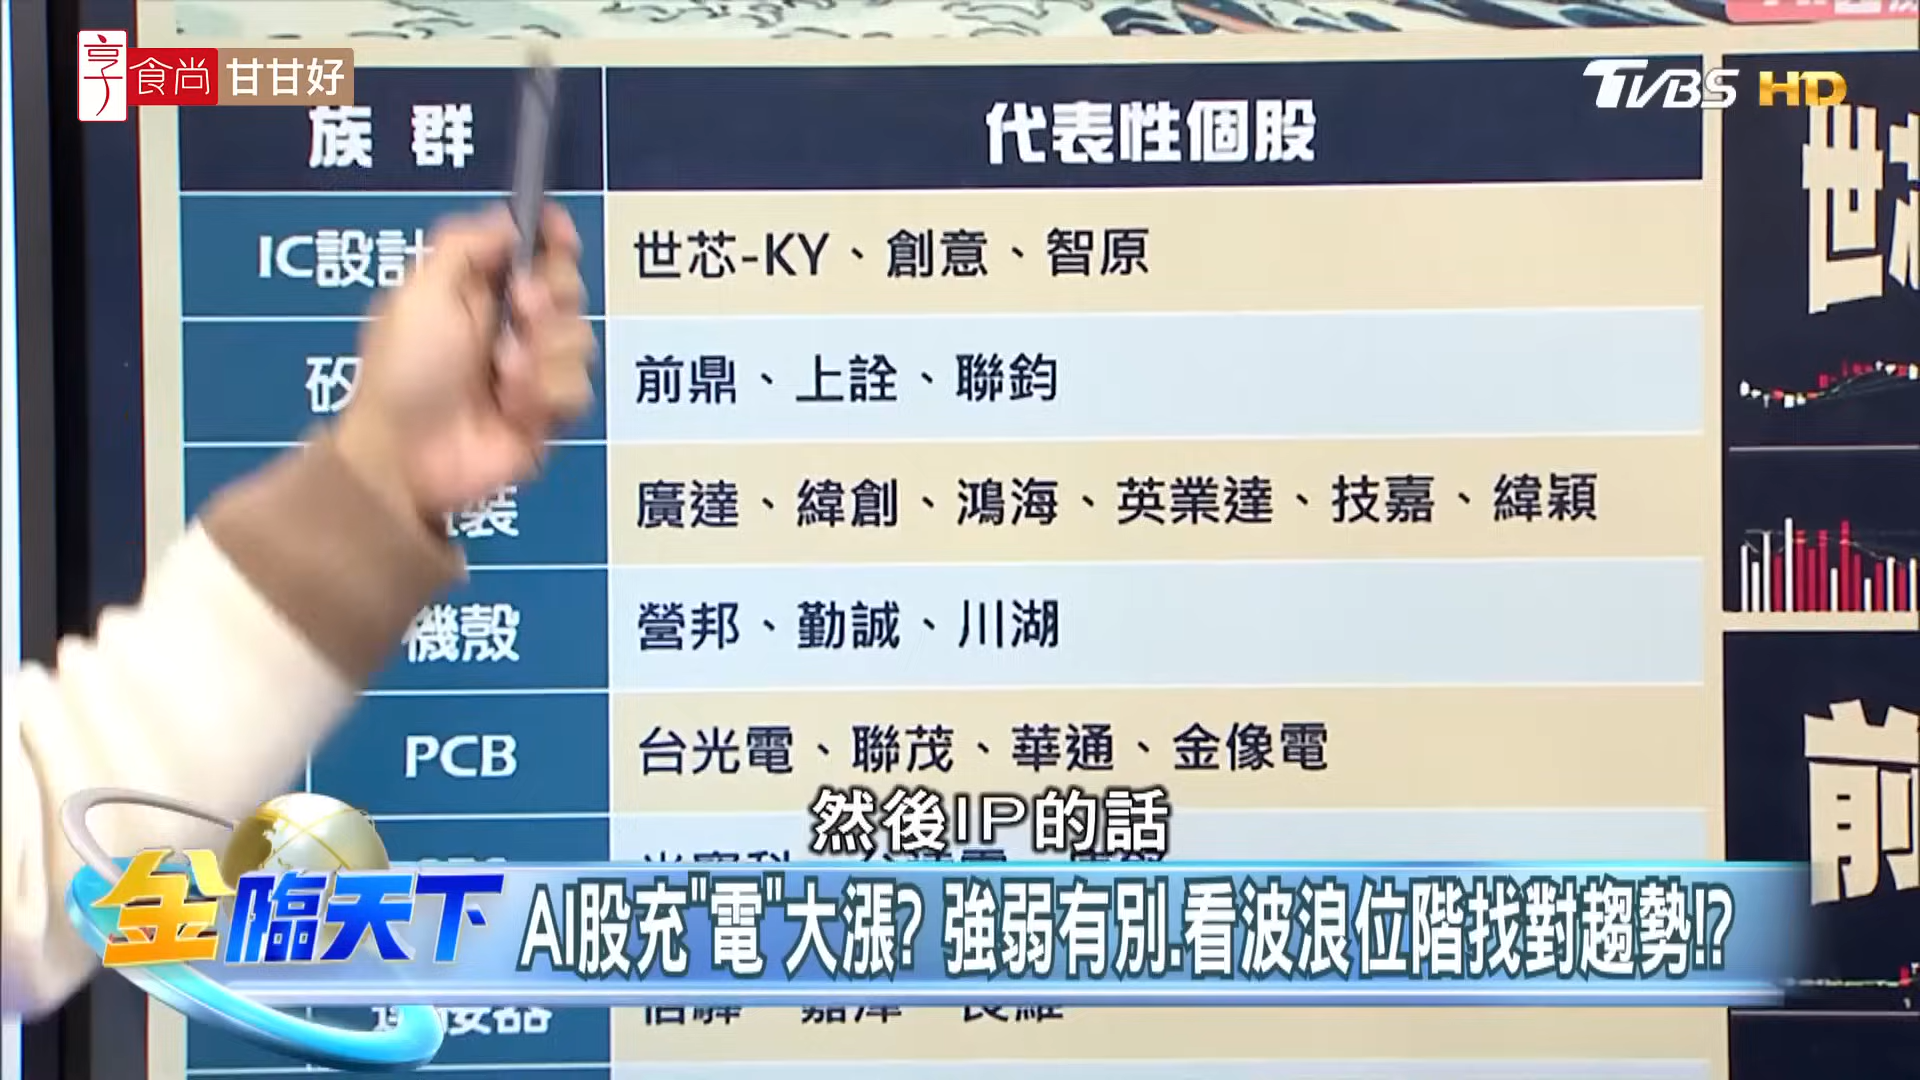 享食尚 甘甘好
TVBS HD
族群 代表性個股
IC設計 世芯-KY、創意、智原
矽 前鼎、上詮、聯鈞
裝 廣達、緯創、鴻海、英業達、技嘉、緯穎
機殼 營邦、勤誠、川湖
PCB 台光電、聯茂、華通、金像電
然後IP的話
金臨天下 AI股充"電"大漲? 強弱有別.看波浪位階找對趨勢!?
世
前